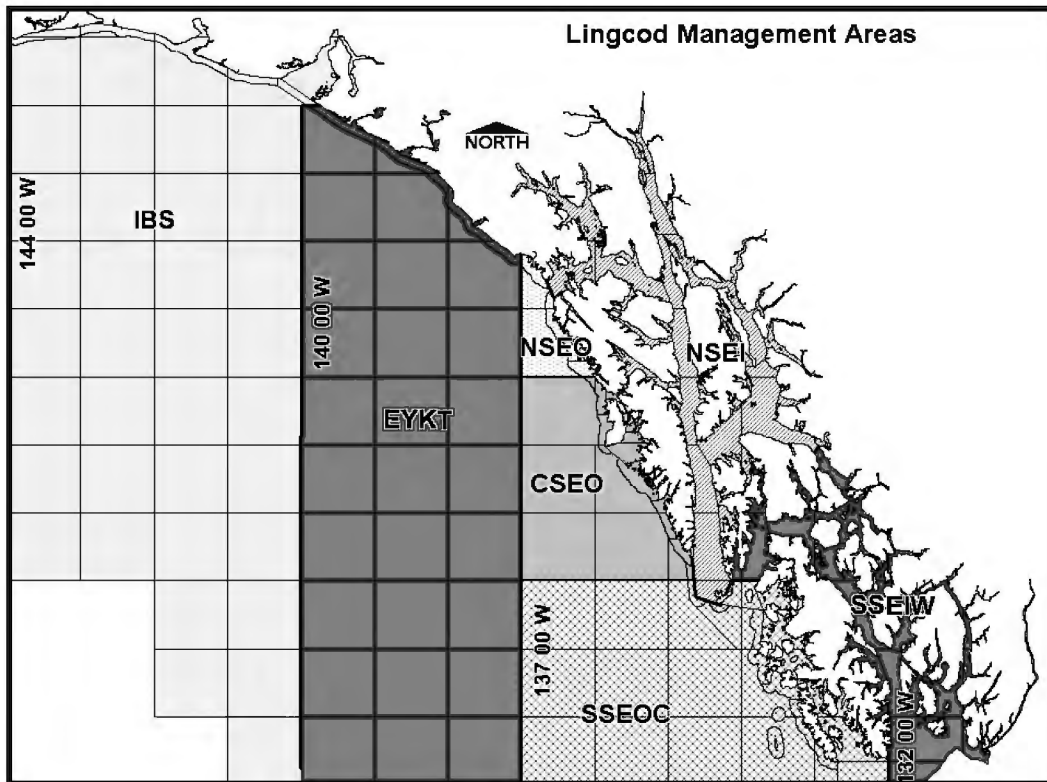 Lingcod Management Areas
NORTH
144 00 W
IBS
140 00 W
NSEO
NSEI
EYKT
CSEO
SSEIW
137 00 W
SSEOC
132 00 W